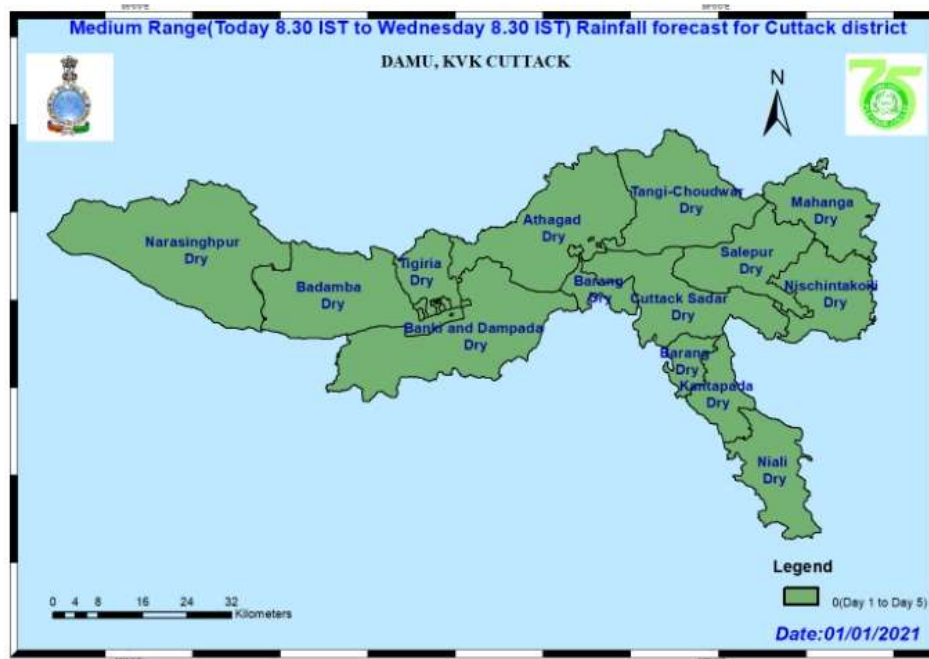 Medium Range(Today 8.30 IST to Wednesday 8.30 IST) Rainfall forecast for Cuttack district
DAMU, KVK CUTTACK
N
75
Tangi-Choudwar
Dry
Mahanga
Dry
Athagad
Dry
Narasinghpur
Dry
Salepur
Dry
Tigiria
Dry
Badamba
Dry
Barang
Dry
Cuttack Sadar
Dry
Nischintakoili
Dry
Banki and Dampada
Dry
Barang
Dry
Kantapada
Dry
Niali
Dry
Legend
0(Day 1 to Day 5)
0 4 8 16 24 32
Kilometers
Date:01/01/2021